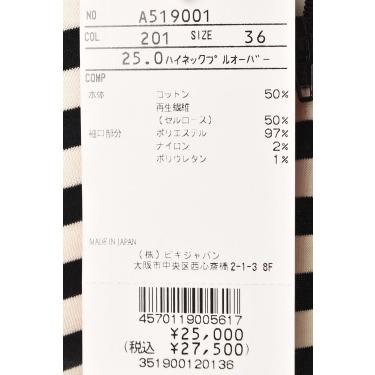 NO A519001
COL 201 SIZE 36
25.0ハイネックプルオーバー
COMP
本体 コットン 50%
再生繊維
(セルロース) 50%
袖口部分 ポリエステル 97%
ナイロン 2%
ポリウレタン 1%
MADE IN JAPAN
(株)ビキジャパン
大阪市中央区西心斎橋2-1-3 8F
4570119005617
¥25,000
(税込 ¥27,500)
351900120136